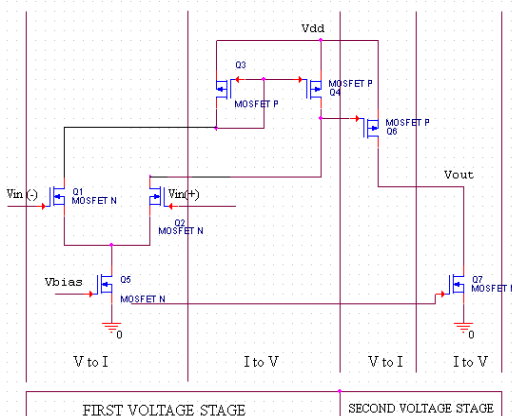 Vdd
Q3
MOSFET P
MOSFET P
Q4
MOSFET P
Q6
Vout
Vin (-)
Q1
MOSFET N
Vin(+)
Q2
MOSFET N
Vbias
Q5
MOSFET N
Q7
MOSFET N
0
0
V to I
I to V
V to I
I to V
FIRST VOLTAGE STAGE
SECOND VOLTAGE STAGE